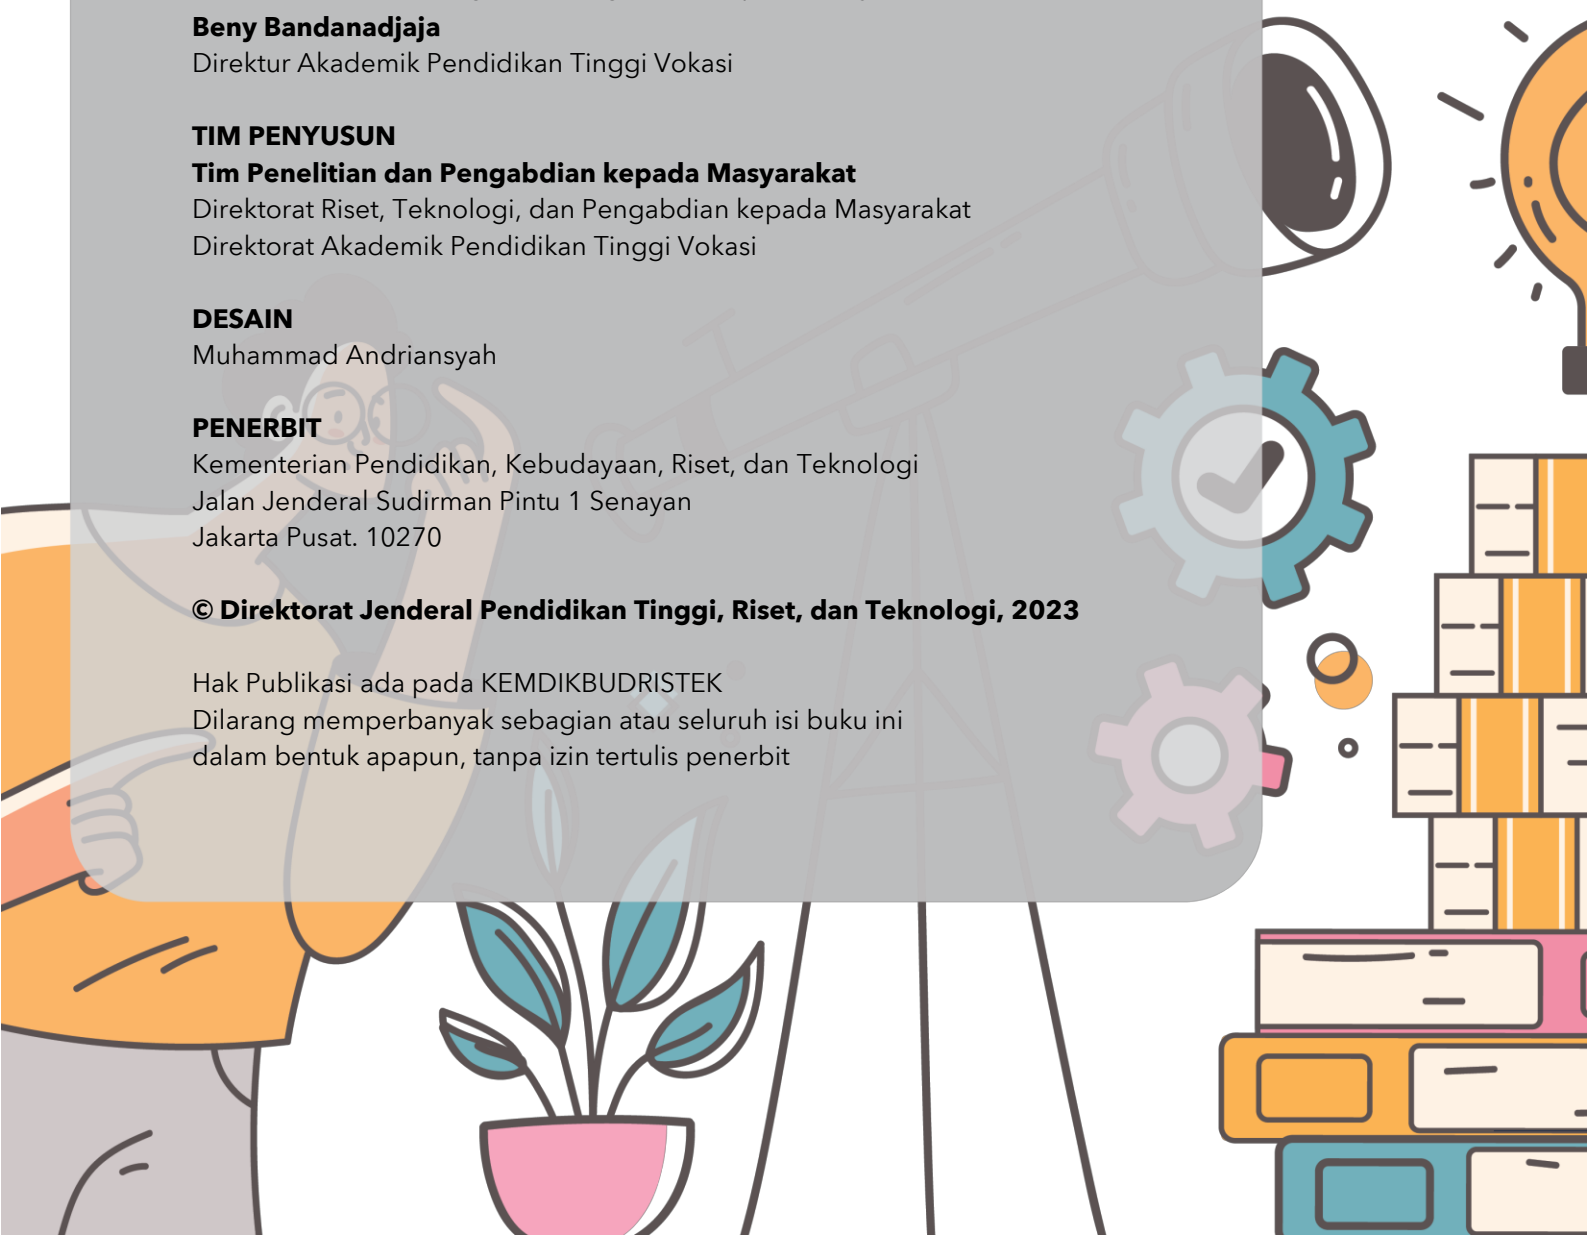 Beny Bandanadjaja
Direktur Akademik Pendidikan Tinggi Vokasi
TIM PENYUSUN
Tim Penelitian dan Pengabdian kepada Masyarakat
Direktorat Riset, Teknologi, dan Pengabdian kepada Masyarakat
Direktorat Akademik Pendidikan Tinggi Vokasi
DESAIN
Muhammad Andriansyah
PENERBIT
Kementerian Pendidikan, Kebudayaan, Riset, dan Teknologi
Jalan Jenderal Sudirman Pintu 1 Senayan
Jakarta Pusat. 10270
© Direktorat Jenderal Pendidikan Tinggi, Riset, dan Teknologi, 2023
Hak Publikasi ada pada KEMDIKBUDRISTEK
Dilarang memperbanyak sebagian atau seluruh isi buku ini
dalam bentuk apapun, tanpa izin tertulis penerbit